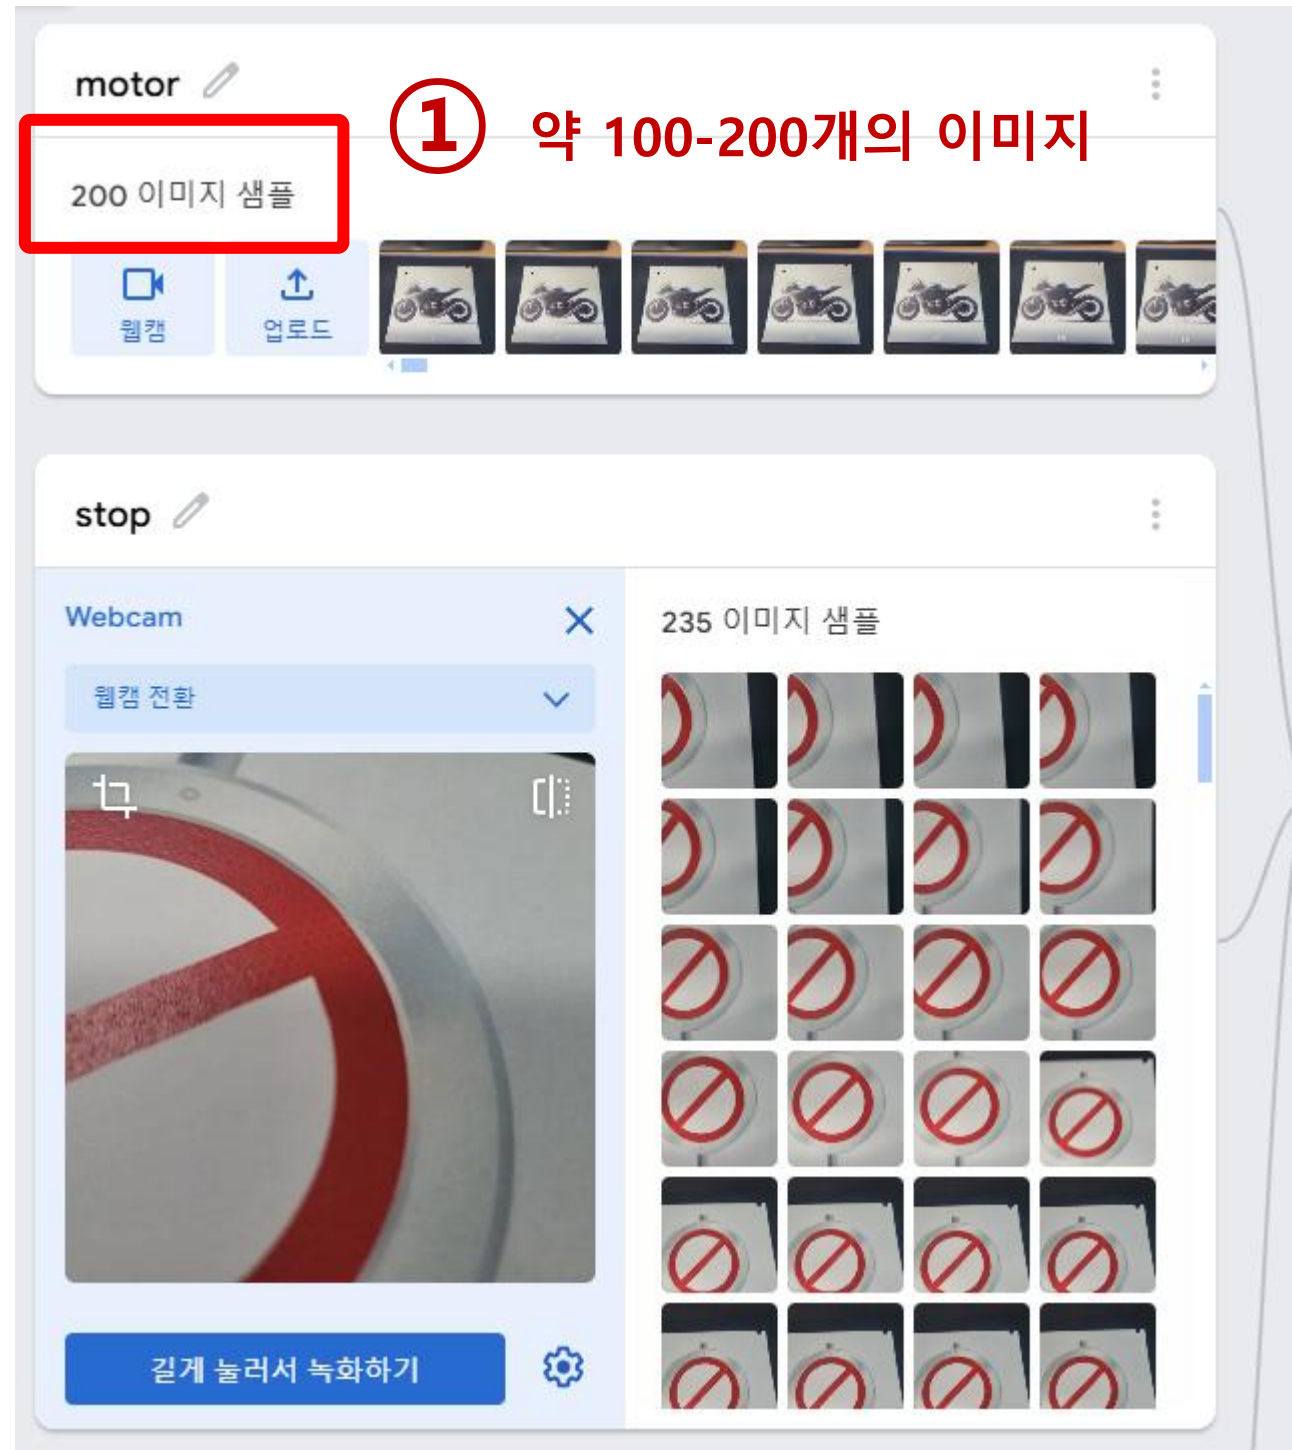 motor
① 약 100-200개의 이미지
200 이미지 샘플
웹캠
업로드
stop
Webcam
235 이미지 샘플
웹캠 전환
길게 눌러서 녹화하기